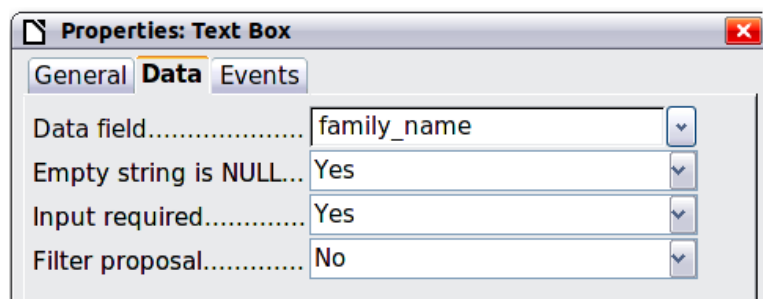 Properties: Text Box
General Data Events
Data field.................... family_name
Empty string is NULL... Yes
Input required............. Yes
Filter proposal............. No